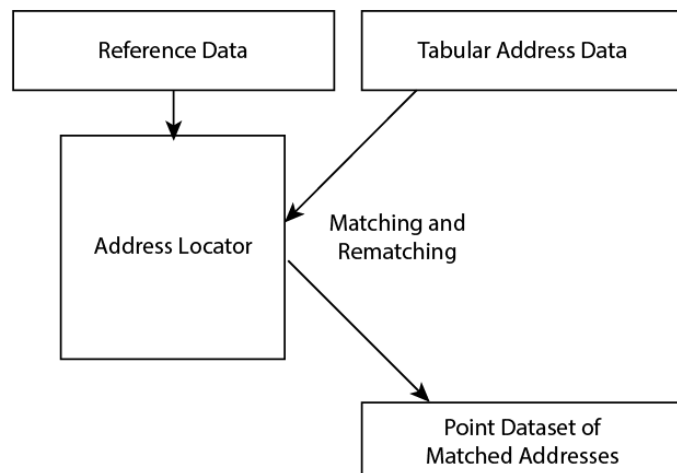 Reference Data
Tabular Address Data
Address Locator
Matching and
Rematching
Point Dataset of
Matched Addresses